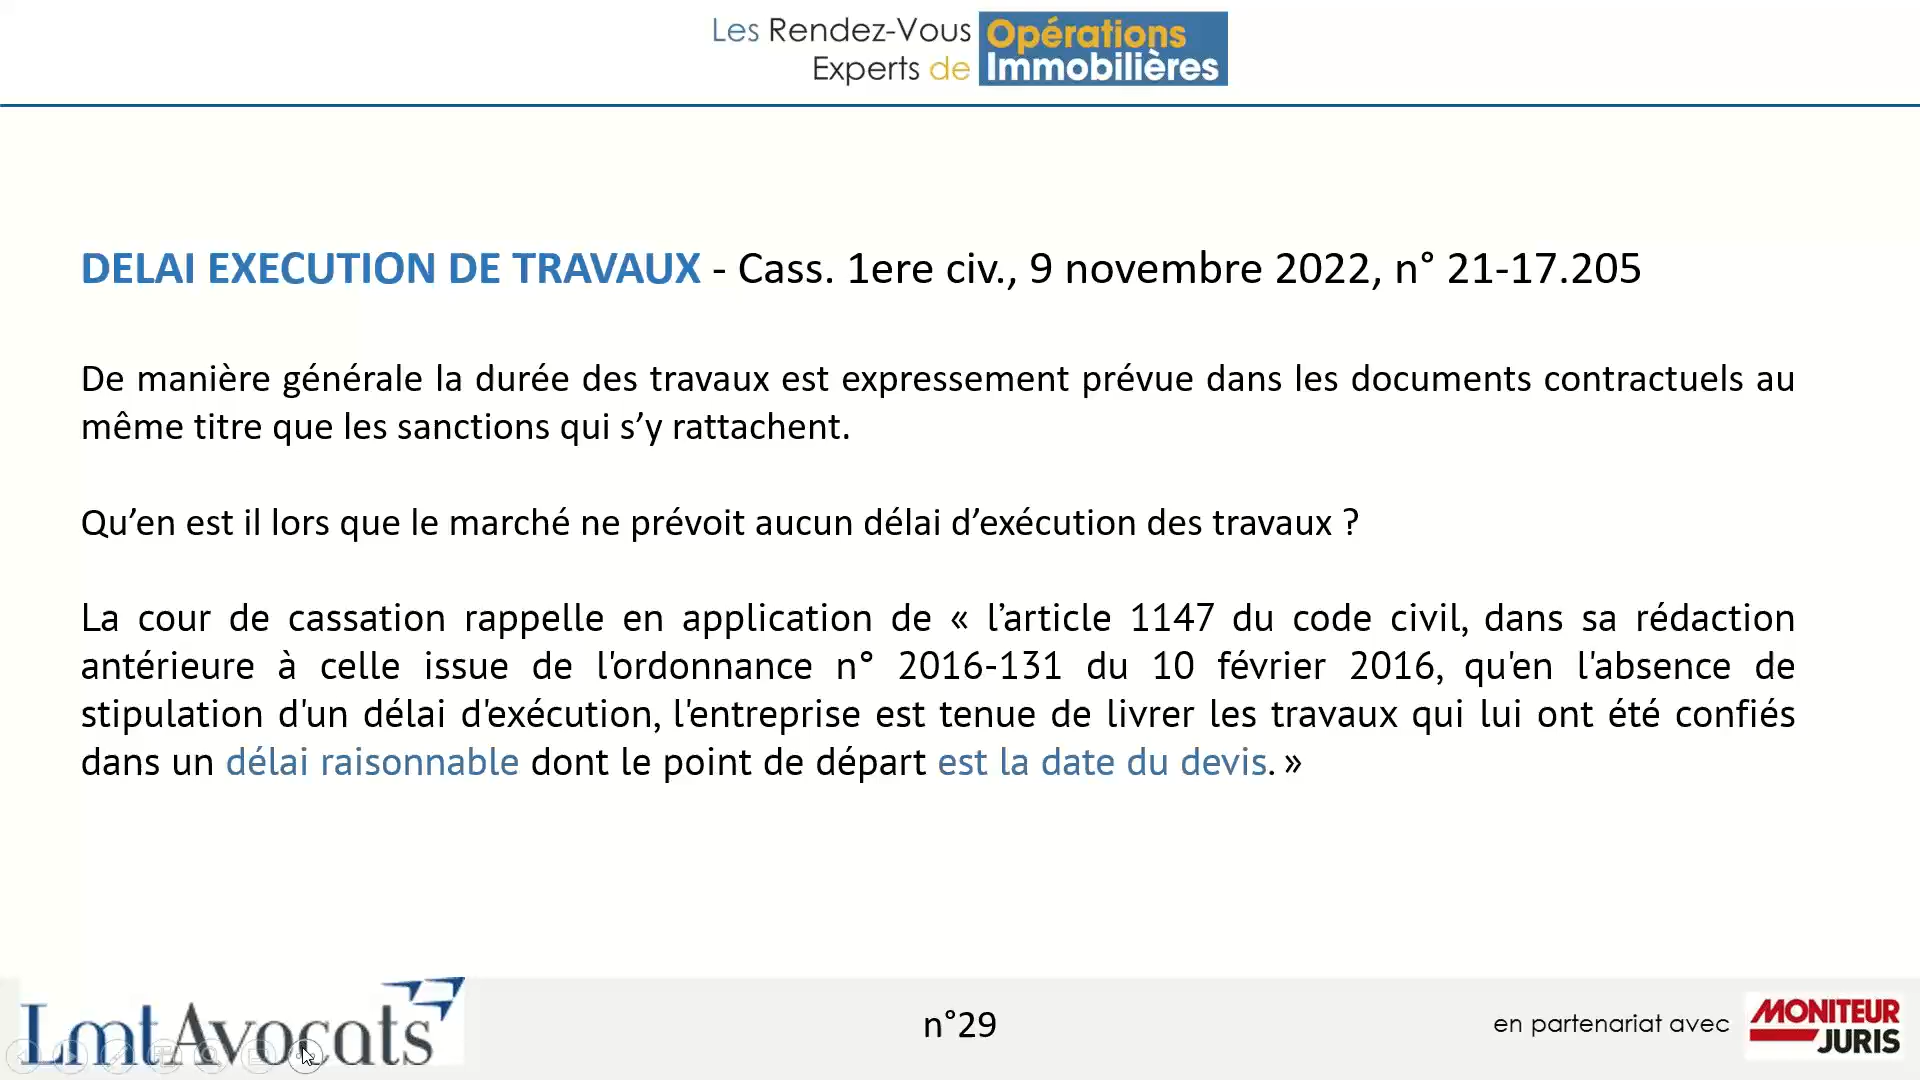 Les Rendez-Vous
Experts de
Opérations
Immobilières
DELAI EXECUTION DE TRAVAUX - Cass. 1ere civ., 9 novembre 2022, n° 21-17.205
De manière générale la durée des travaux est expressement prévue dans les documents contractuels au
même titre que les sanctions qui s’y rattachent.
Qu’en est il lors que le marché ne prévoit aucun délai d’exécution des travaux ?
La cour de cassation rappelle en application de « l’article 1147 du code civil, dans sa rédaction
antérieure à celle issue de l'ordonnance n° 2016-131 du 10 février 2016, qu'en l'absence de
stipulation d'un délai d'exécution, l'entreprise est tenue de livrer les travaux qui lui ont été confiés
dans un délai raisonnable dont le point de départ est la date du devis. »
LmtAvocats
n°29
en partenariat avec
MONITEUR
JURIS